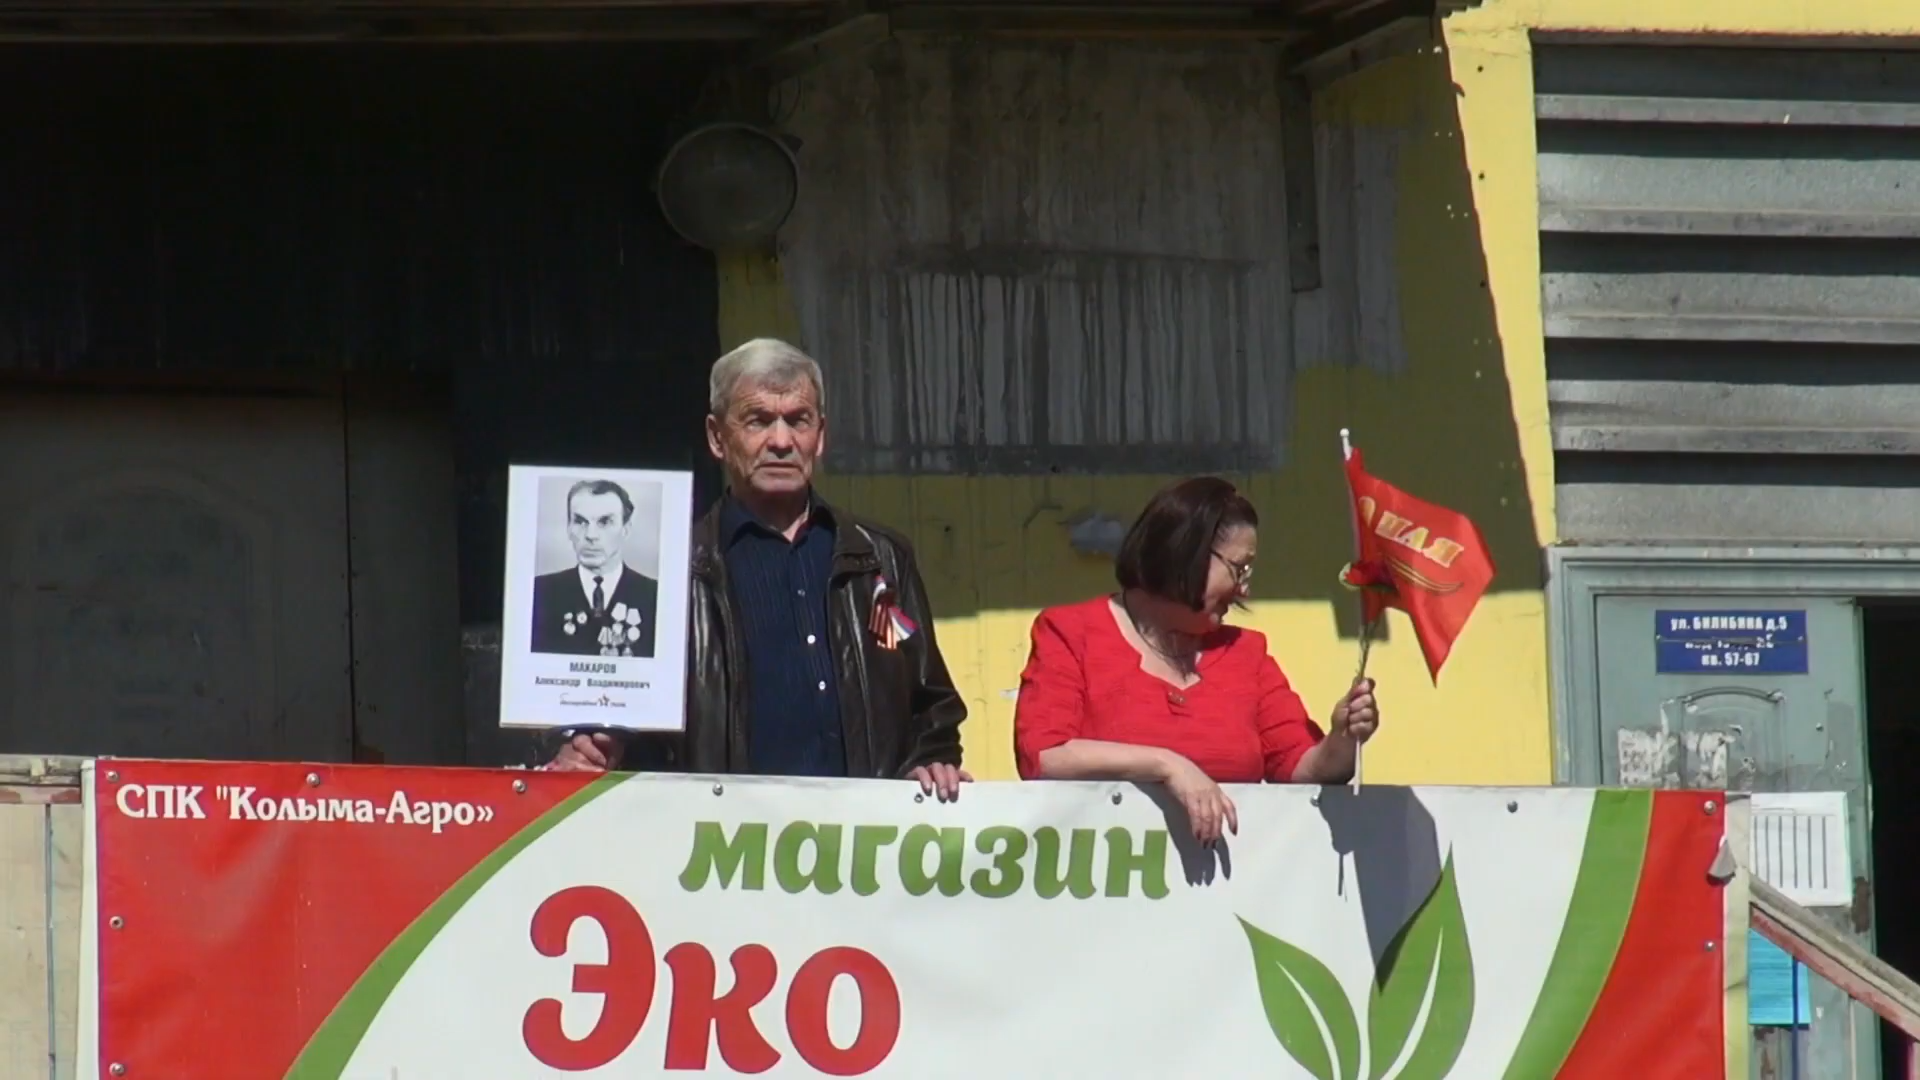 МАКАРОВ
Александр Владимирович
ул. БИЛИБИНА д.5
кв. 57-67
СПК "Колыма-Агро»
магазин
Эко